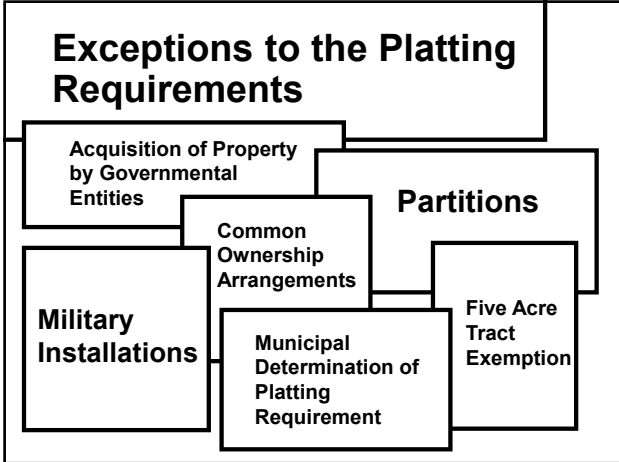 Exceptions to the Platting
Requirements
Acquisition of Property
by Governmental
Entities
Partitions
Common
Ownership
Arrangements
Military
Installations
Five Acre
Tract
Exemption
Municipal
Determination of
Platting
Requirement